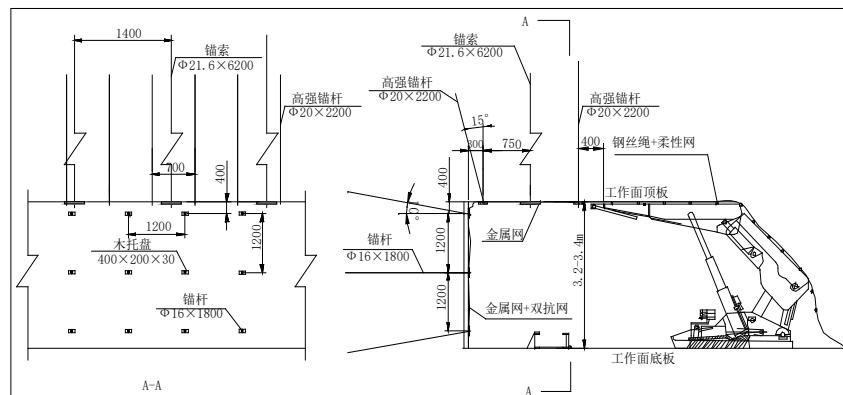 1400
锚索
Φ21.6×6200
高强锚杆
Φ20×2200
700
400
1200
1200
木托盘
400×200×30
锚杆
Φ16×1800
A-A
A
锚索
Φ21.6×6200
高强锚杆
Φ20×2200
15°
300
750
高强锚杆
Φ20×2200
400
钢丝绳+柔性网
400
工作面顶板
10°
金属网
1200
锚杆
Φ16×1800
3.2-3.4m
1200
金属网+双抗网
工作面底板
A